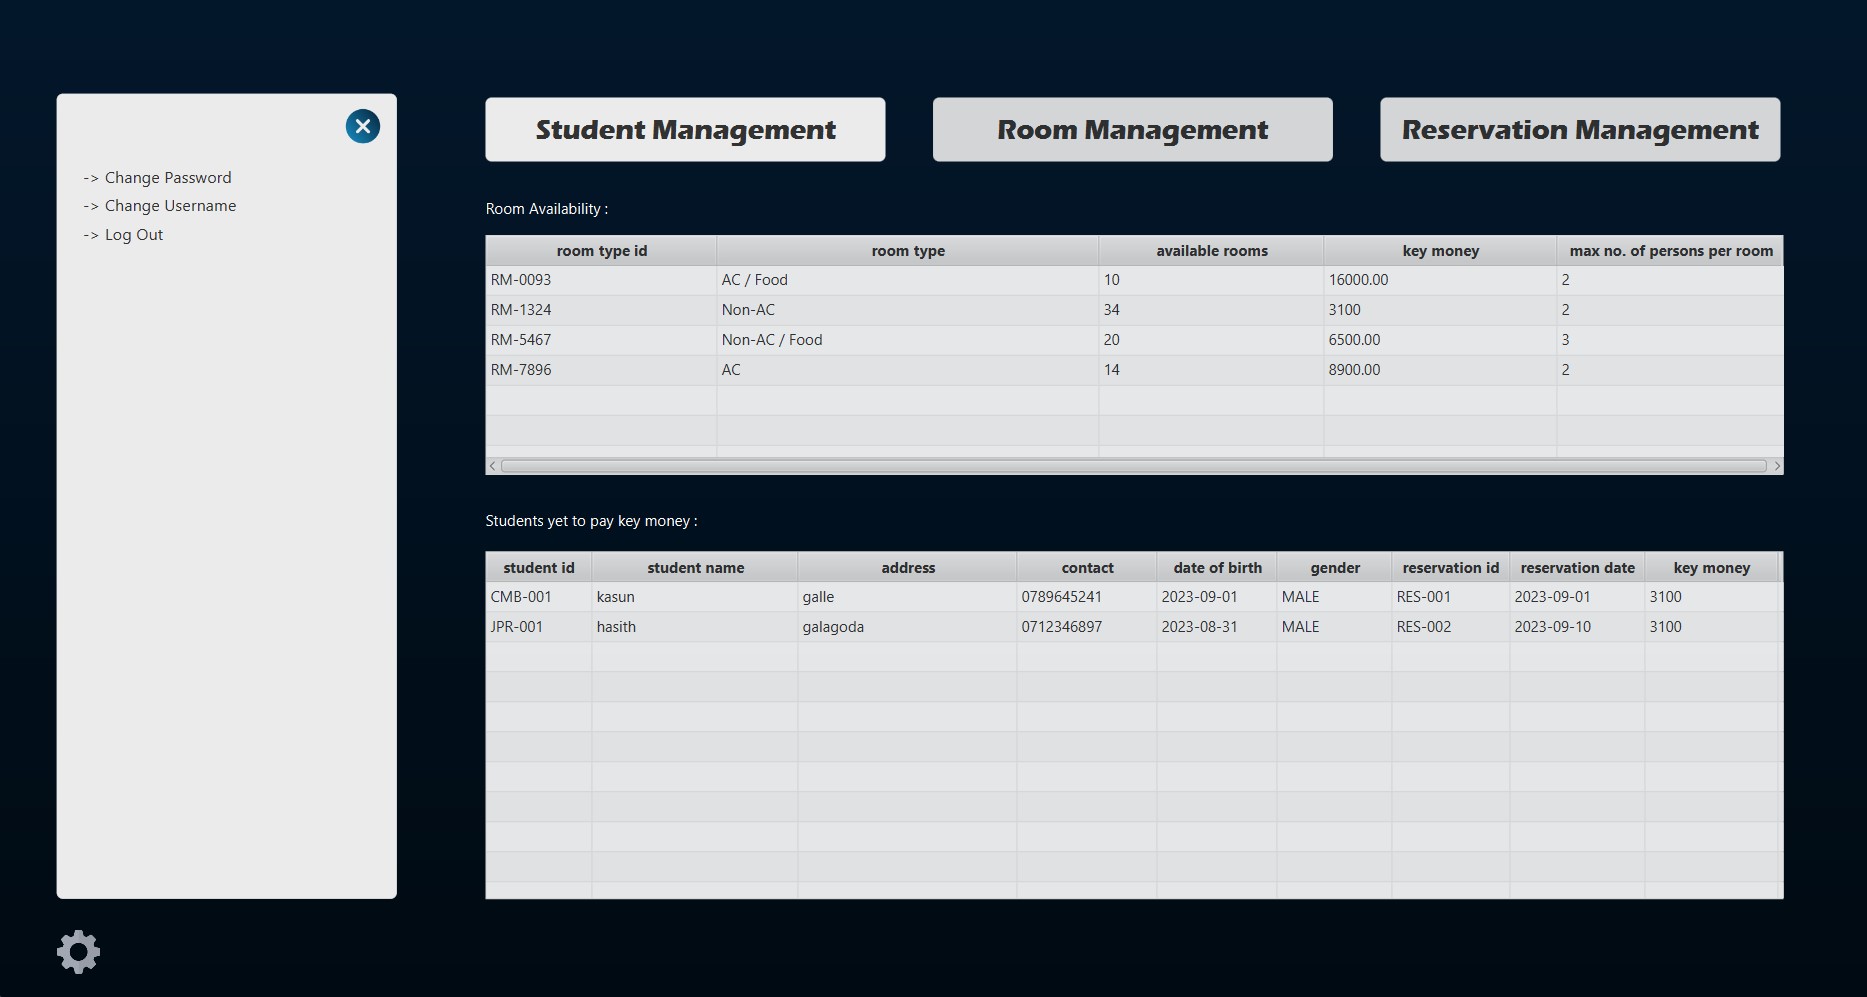 Student Management
Room Management
Reservation Management
-> Change Password
-> Change Username
-> Log Out
Room Availability :
room type id room type available rooms key money max no. of persons per room
RM-0093 AC / Food 10 16000.00 2
RM-1324 Non-AC 34 3100 2
RM-5467 Non-AC / Food 20 6500.00 3
RM-7896 AC 14 8900.00 2
Students yet to pay key money :
student id student name address contact date of birth gender reservation id reservation date key money
CMB-001 kasun galle 0789645241 2023-09-01 MALE RES-001 2023-09-01 3100
JPR-001 hasith galagoda 0712346897 2023-08-31 MALE RES-002 2023-09-10 3100